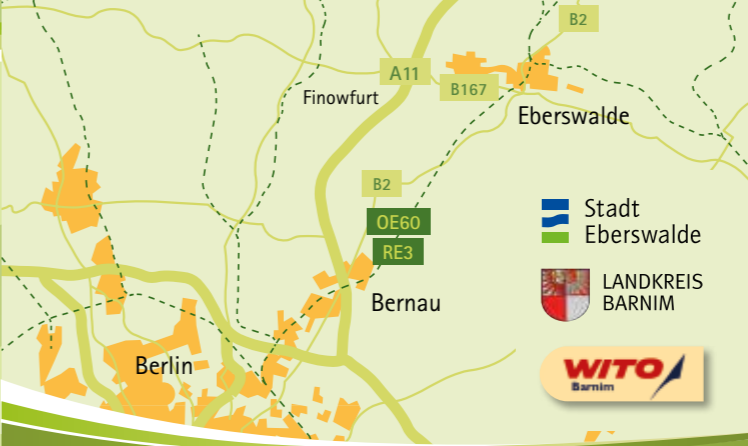 B2
A11
B167
Finowfurt
Eberswalde
B2
Stadt
Eberswalde
OE60
RE3
LANDKREIS
BARNIM
Bernau
Berlin
WITO
Barnim